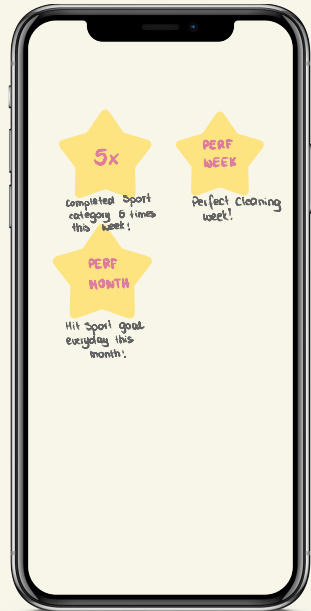 5x
Completed Sport
category 5 times
this week!
PERF
WEEK
Perfect Cleaning
week!
PERF
MONTH
Hit Sport goal
everyday this
month!